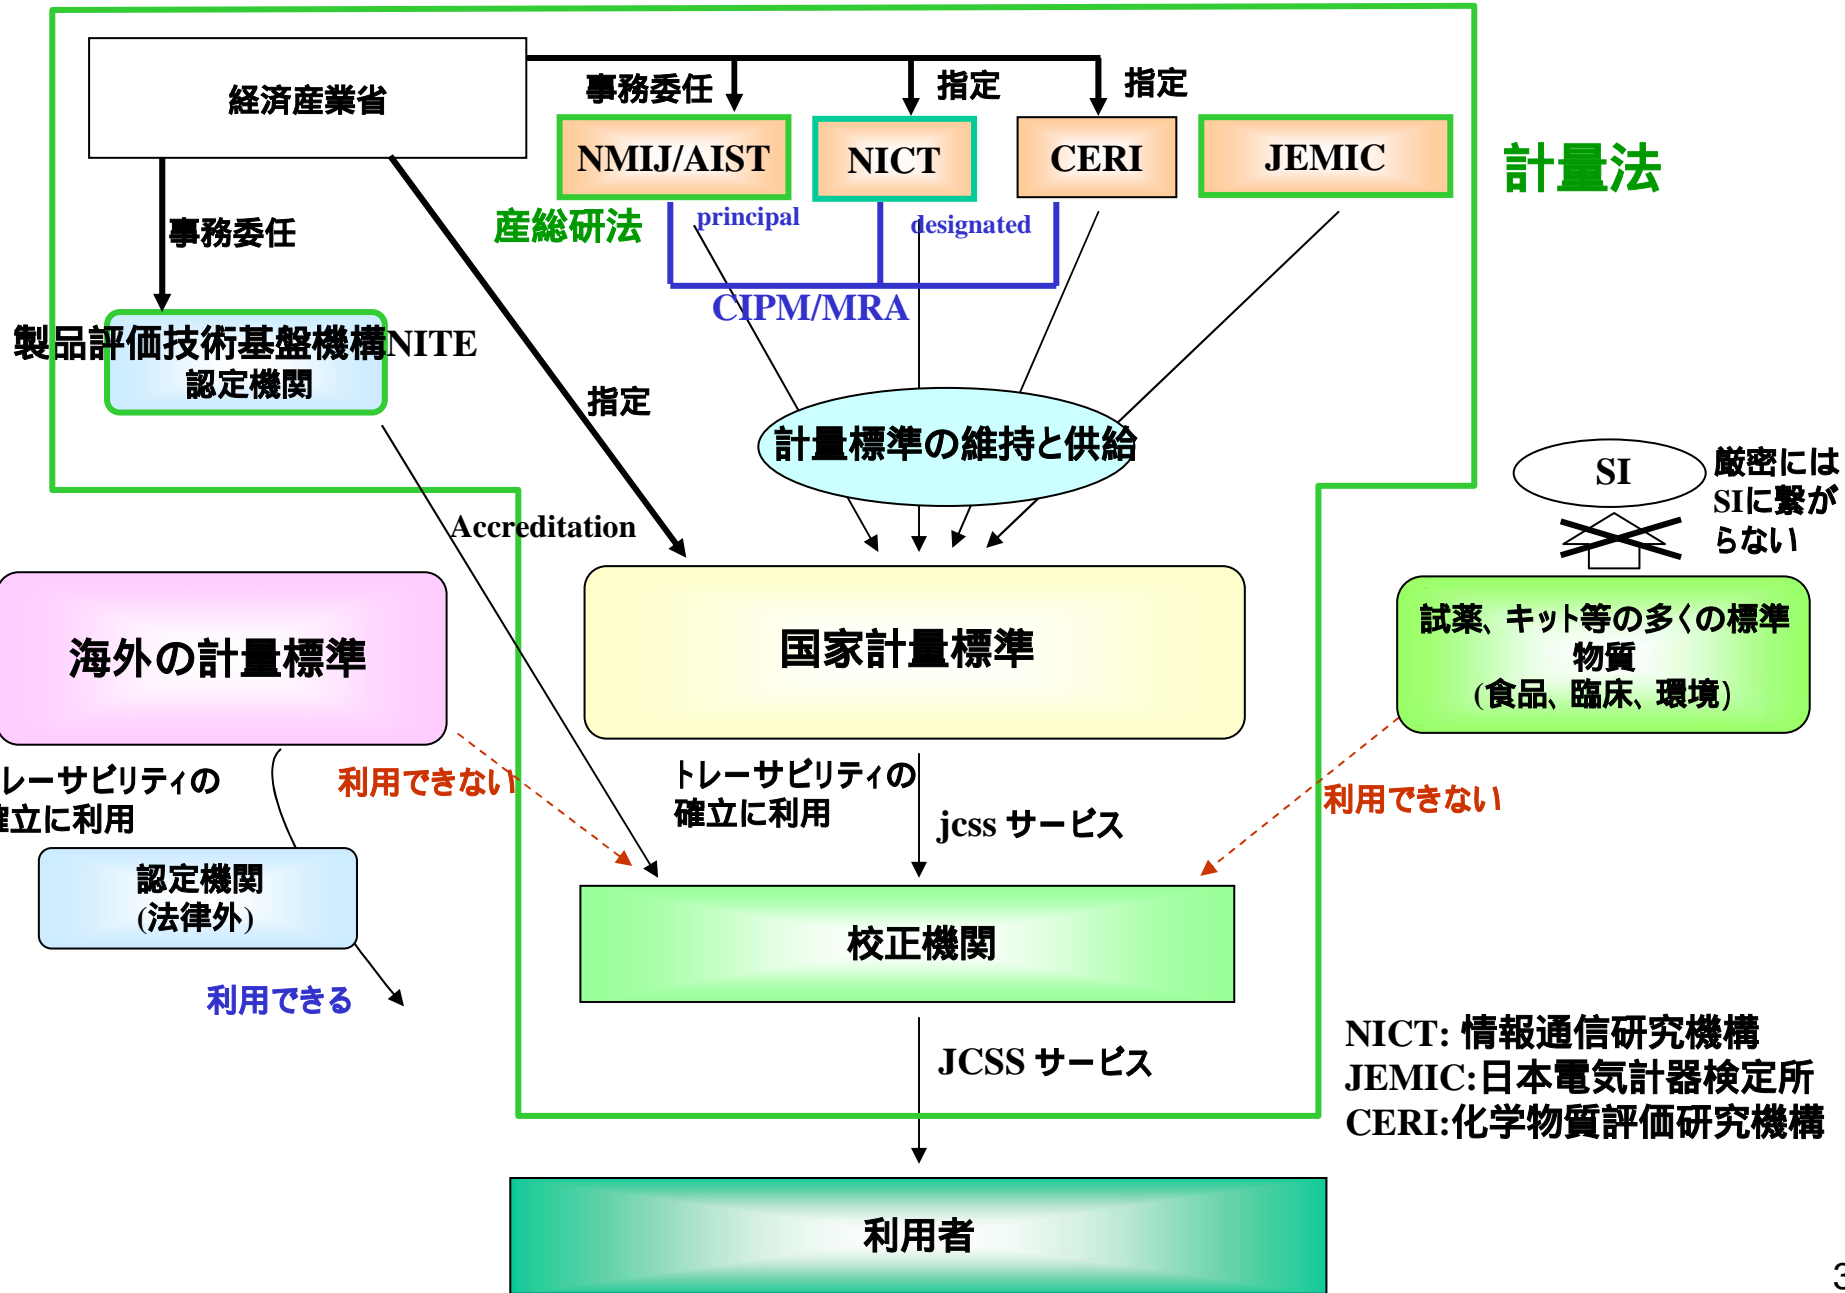 経済産業省
事務委任
指定
指定
NMIJ/AIST
NICT
CERI
JEMIC
計量法
産総研法
principal
designated
事務委任
CIPM/MRA
製品評価技術基盤機構NITE
認定機関
指定
計量標準の維持と供給
SI
厳密には
SIに繋が
らない
Accreditation
海外の計量標準
国家計量標準
試薬、キット等の多くの標準
物質
(食品、臨床、環境)
レーサビリティの
確立に利用
利用できない
トレーサビリティの
確立に利用
jcss サービス
利用できない
認定機関
(法律外)
校正機関
利用できる
JCSS サービス
NICT: 情報通信研究機構
JEMIC:日本電気計器検定所
CERI:化学物質評価研究機構
利用者
3